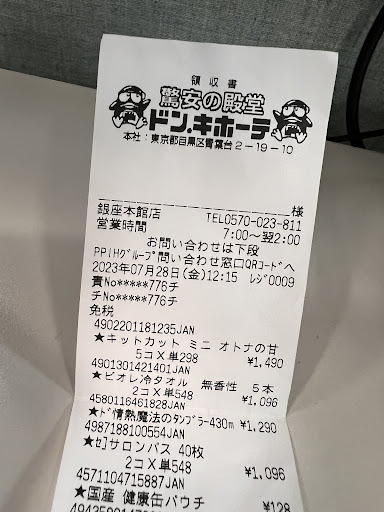 領収書
驚安の殿堂
ドン.キホーテ
本社:東京都目黒区青葉台2-19-10
様
銀座本館店 TEL0570-023-811
営業時間 7:00~翌2:00
お問い合わせは下段
PPIHグループ問い合わせ窓口QRコードへ
2023年07月28日(金)12:15 レジ0009
責No*****776チ
チNo*****776チ
免税
4902201181235JAN
★キットカット ミニ オトナの甘
5コX単298 ¥1,490
4901301421401JAN
★ビオレ冷タオル 無香性 5本
2コX単548 ¥1,096
4580116461828JAN
★ド情熱魔法のタンブラー430m ¥1,290
4987188100554JAN
★セ]サロンパス 40枚
2コX単548 ¥1,096
4571104715887JAN
★国産 健康缶パウチ ¥128